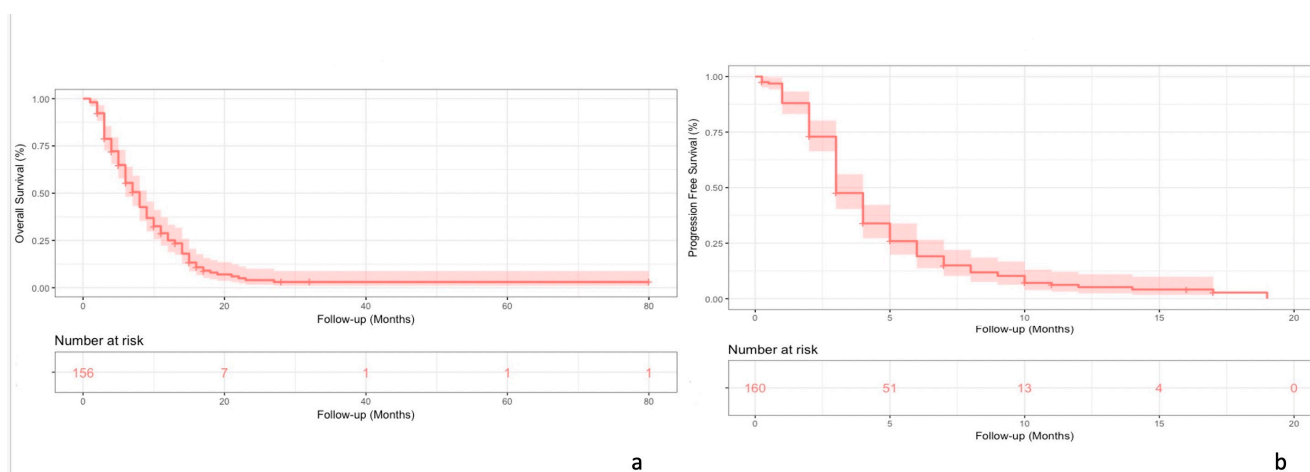 Overall Survival (%)
1.00
0.75
0.50
0.25
0.00
0 20 40 60 80
Follow-up (Months)
Number at risk
156 7 1 1 1
0 20 40 60 80
Follow-up (Months)
a
Progression Free Survival (%)
1.00
0.75
0.50
0.25
0.00
0 5 10 15 20
Follow-up (Months)
Number at risk
160 51 13 4 0
0 5 10 15 20
Follow-up (Months)
b